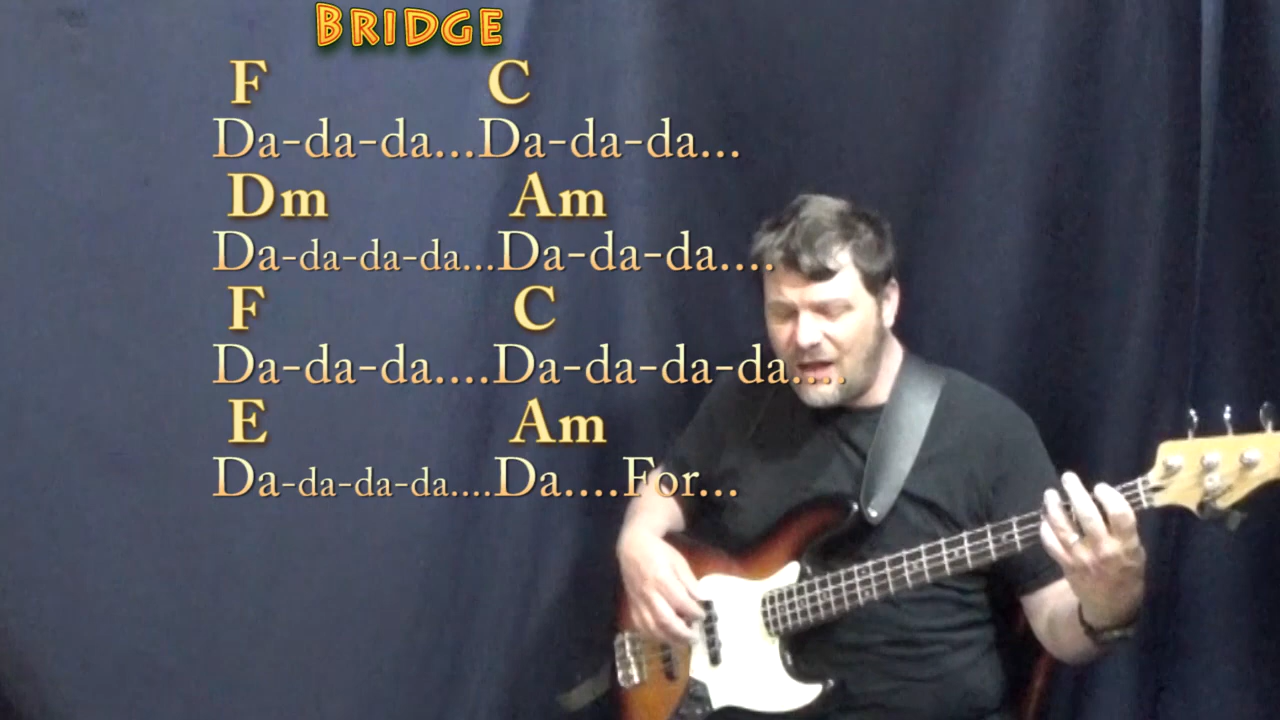 BRIDGE
F C
Da-da-da...Da-da-da...
Dm Am
Da-da-da-da...Da-da-da....
F C
Da-da-da....Da-da-da-da....
E Am
Da-da-da-da....Da....For...